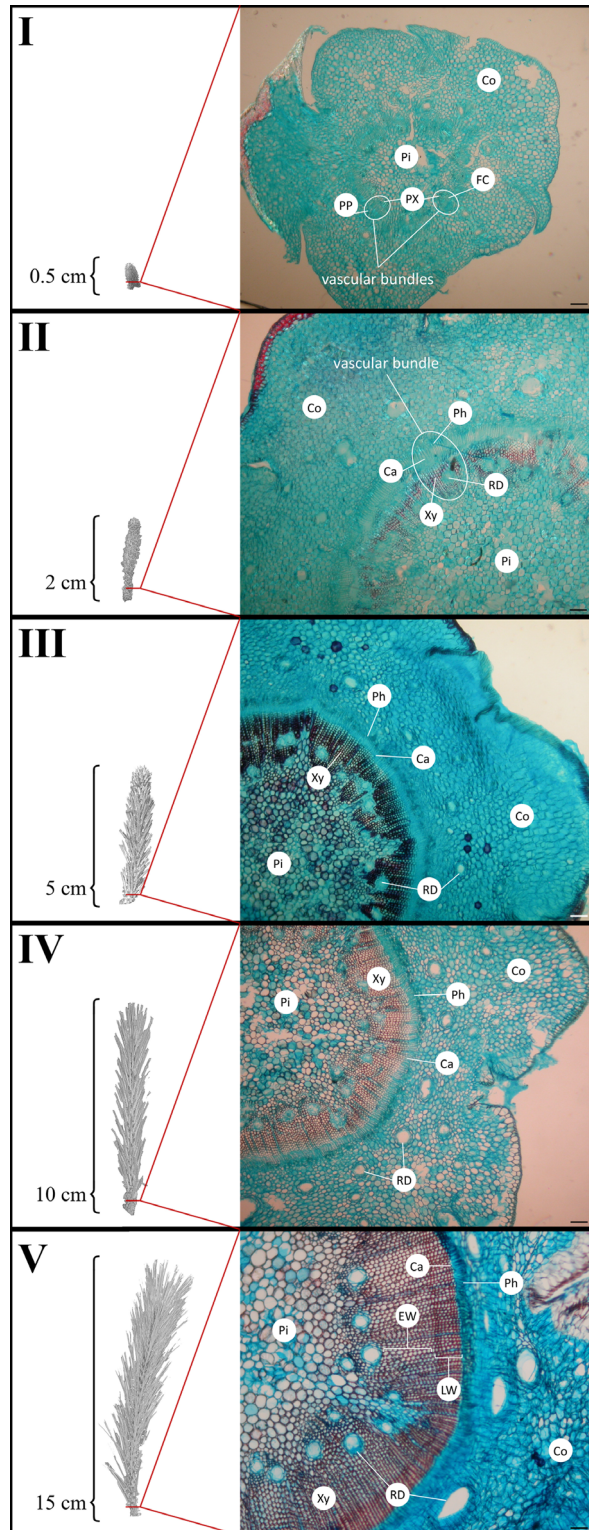 I
Co
Pi
FC
PX
PP
0.5 cm
vascular bundles
II
vascular bundle
Co
Ph
Ca
RD
Xy
Pi
2 cm
III
Ph
Ca
Xy
Co
Pi
RD
5 cm
IV
Co
Xy
Ph
Pi
Ca
RD
10 cm
V
Ca
Ph
EW
Pi
LW
Co
Xy
RD
15 cm